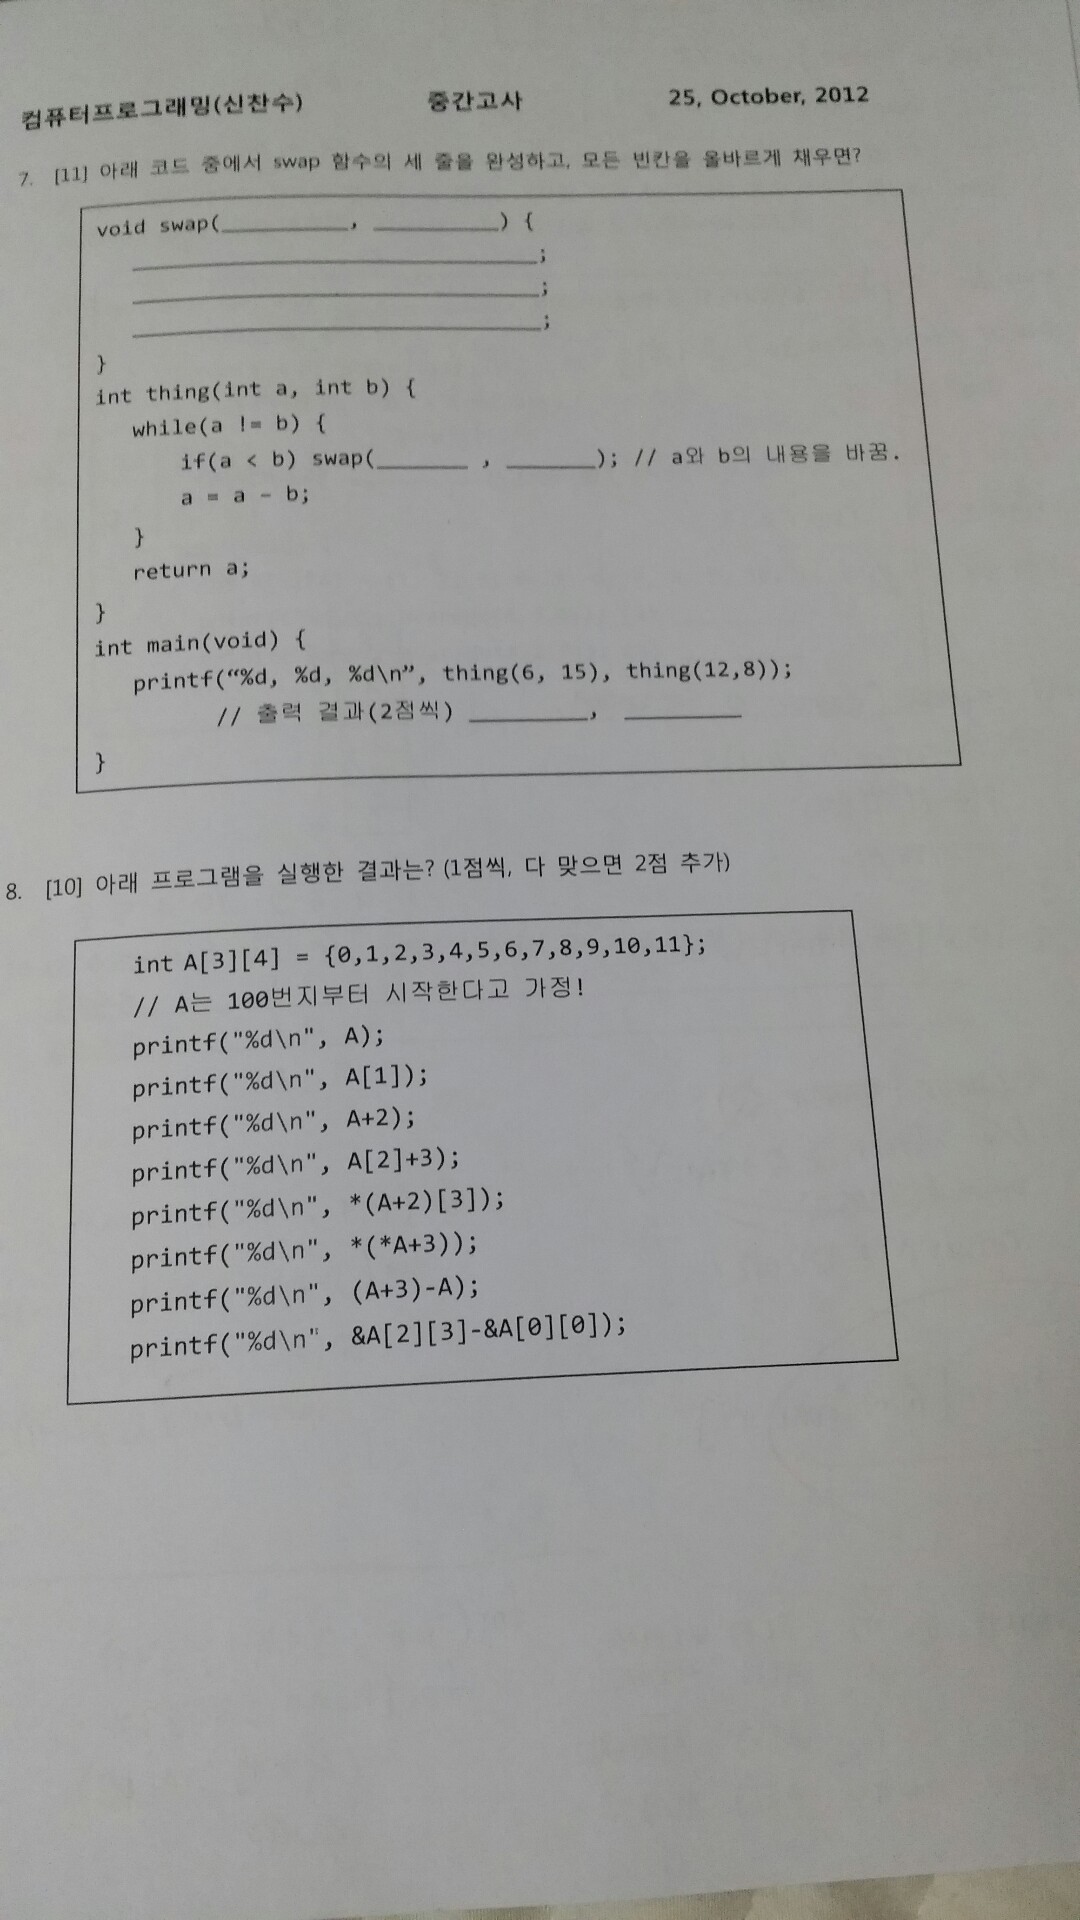 컴퓨터프로그래밍(신찬수) 중간고사 25, October, 2012
7. [11] 아래 코드 중에서 swap 함수의 세 줄을 완성하고, 모든 빈칸을 올바르게 채우면?
void swap(__________, __________) {
______________________________;
______________________________;
______________________________;
}
int thing(int a, int b) {
while(a != b) {
if(a < b) swap(_______ , _______); // a와 b의 내용을 바꿈.
a = a - b;
}
return a;
}
int main(void) {
printf(“%d, %d, %d\n”, thing(6, 15), thing(12,8));
// 출력 결과(2점씩) _________, _________
}
8. [10] 아래 프로그램을 실행한 결과는? (1점씩, 다 맞으면 2점 추가)
int A[3][4] = {0,1,2,3,4,5,6,7,8,9,10,11};
// A는 100번지부터 시작한다고 가정!
printf("%d\n", A);
printf("%d\n", A[1]);
printf("%d\n", A+2);
printf("%d\n", A[2]+3);
printf("%d\n", *(A+2)[3]);
printf("%d\n", *(*A+3));
printf("%d\n", (A+3)-A);
printf("%d\n", &A[2][3]-&A[0][0]);